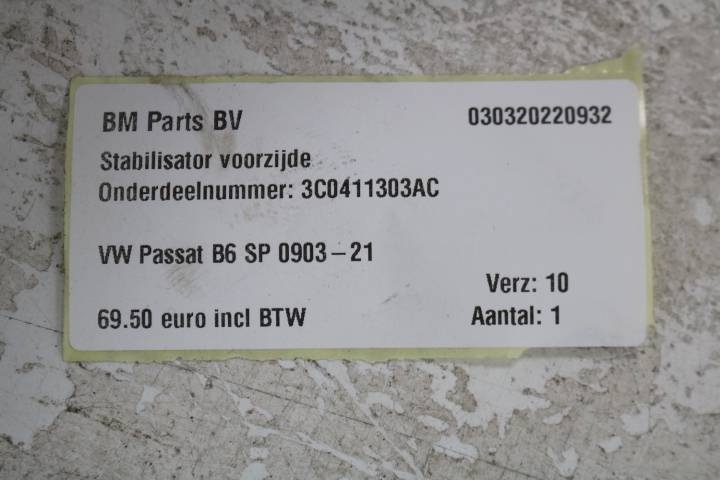 BM Parts BV 030320220932
Stabilisator voorzijde
Onderdeelnummer: 3C0411303AC
VW Passat B6 SP 0903-21
Verz: 10
69.50 euro incl BTW Aantal: 1